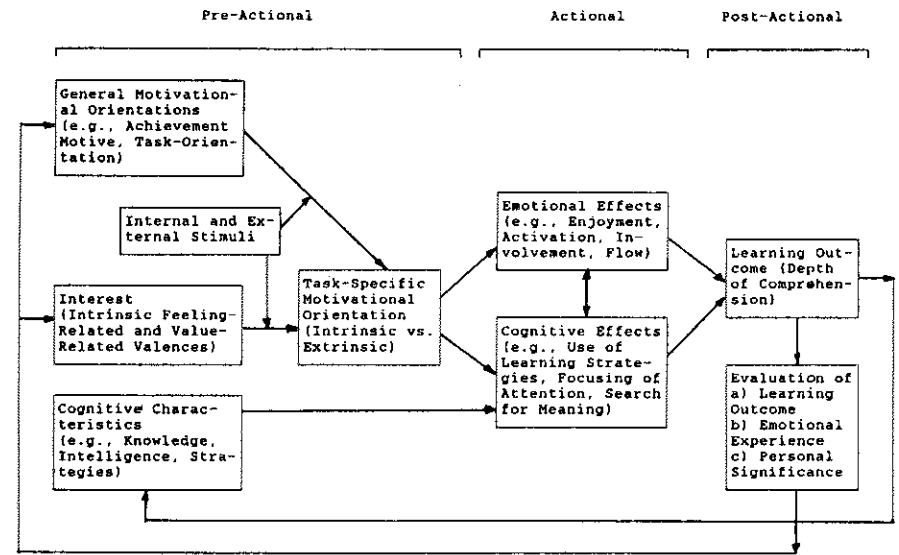 Pre-Actional
Actional
Post-Actional
General Motivation-
al Orientations
(e.g., Achievement
Motive, Task-Orien-
tation)
Internal and Ex-
ternal Stimuli
Interest
(Intrinsic Feeling-
Related and Value-
Related Valences)
Cognitive Charac-
teristics
(e.g., Knowledge,
Intelligence, Stra-
tegies)
Task-Specific
Motivational
Orientation
(Intrinsic vs.
Extrinsic)
Emotional Effects
(e.g., Enjoyment,
Activation, In-
volvement, Flow)
Cognitive Effects
(e.g., Use of
Learning Strate-
gies, Focusing of
Attention, Search
for Meaning)
Learning Out-
come (Depth
of Comprehen-
sion)
Evaluation of
a) Learning
Outcome
b) Emotional
Experience
c) Personal
Significance